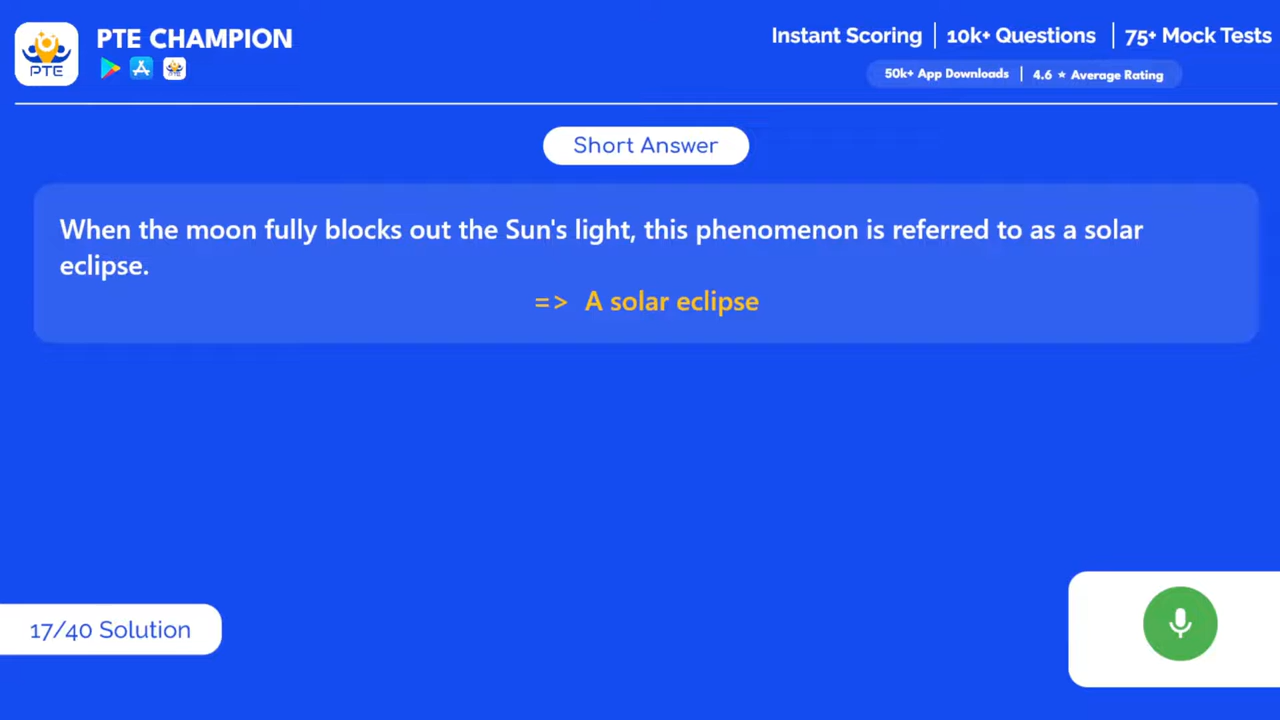 PTE CHAMPION
PTE
Instant Scoring | 10k+ Questions | 75+ Mock Tests
50k+ App Downloads | 4.6 ★ Average Rating
Short Answer
When the moon fully blocks out the Sun's light, this phenomenon is referred to as a solar
eclipse.
=> A solar eclipse
17/40 Solution